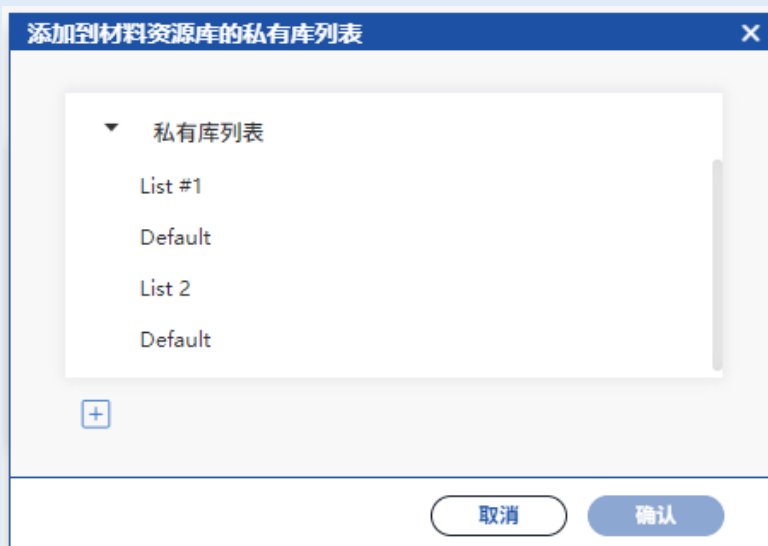 添加到材料资源库的私有库列表
私有库列表
List #1
Default
List 2
Default
取消
确认